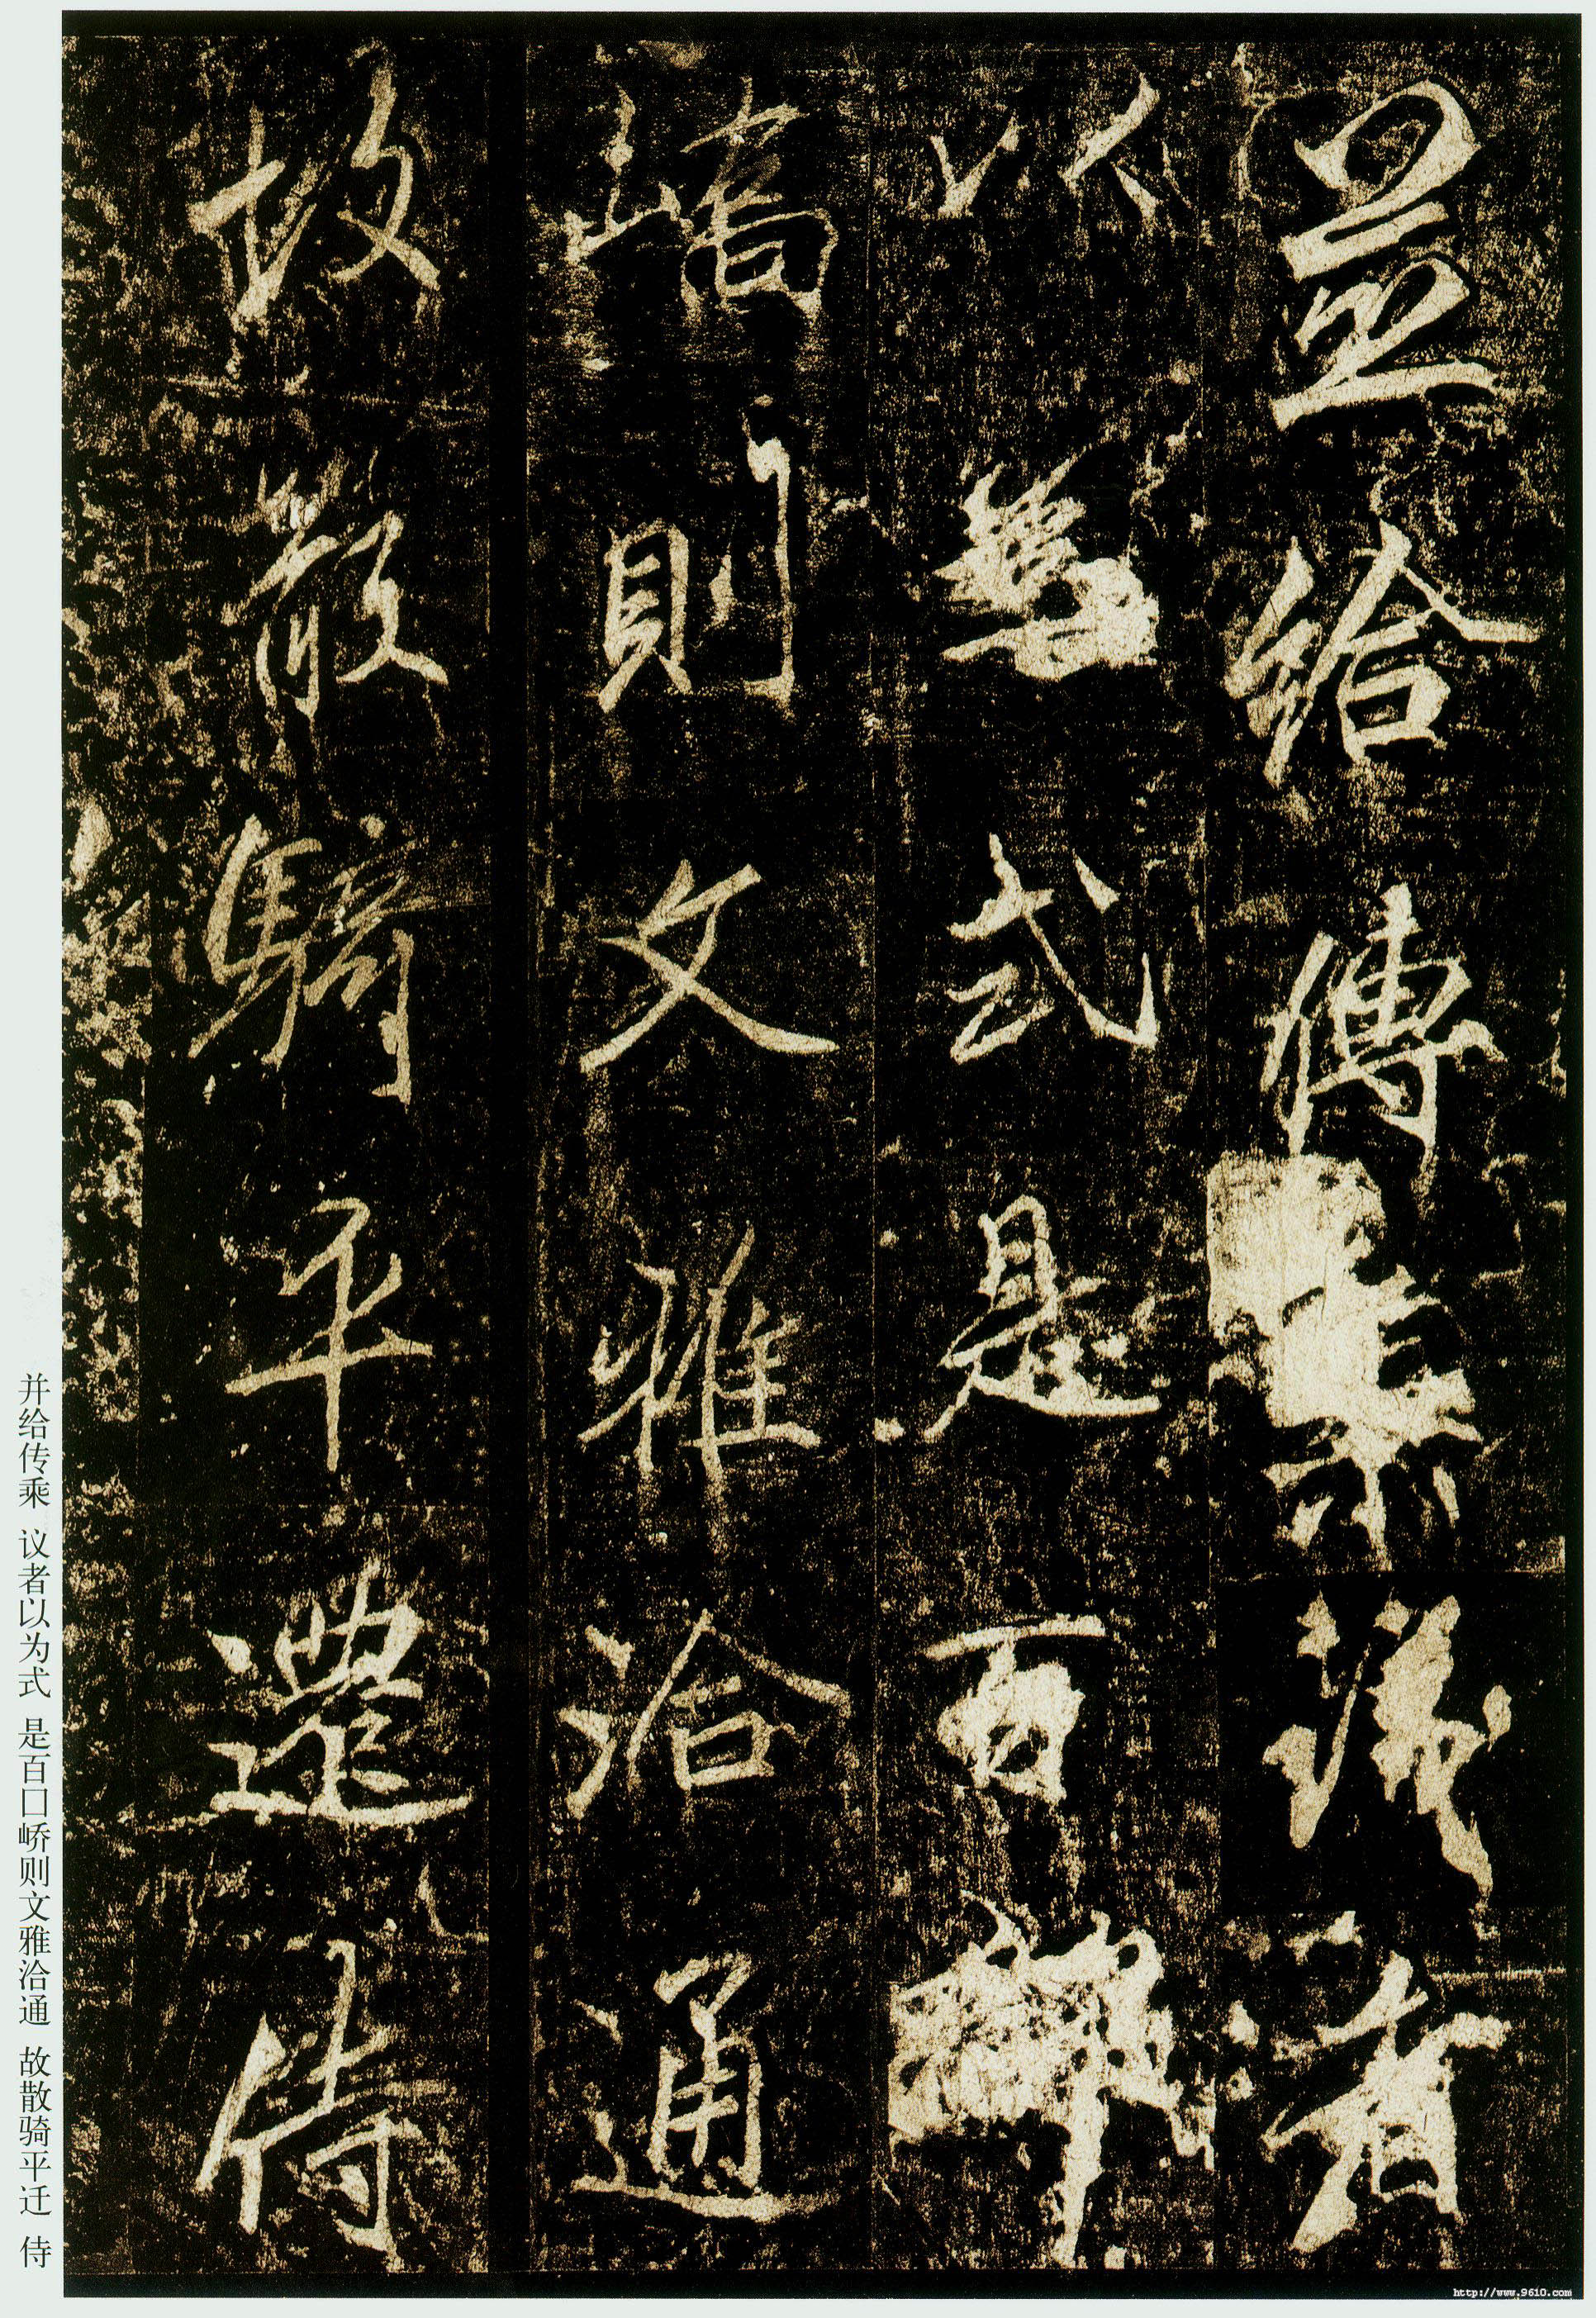 並給傳乘議者
以為式是百
嶠則文雅洽通
故散騎平遷侍
并给传乘 议者以为式 是百囗峤则文雅洽通 故散骑平迁 侍
http://www.9610.com